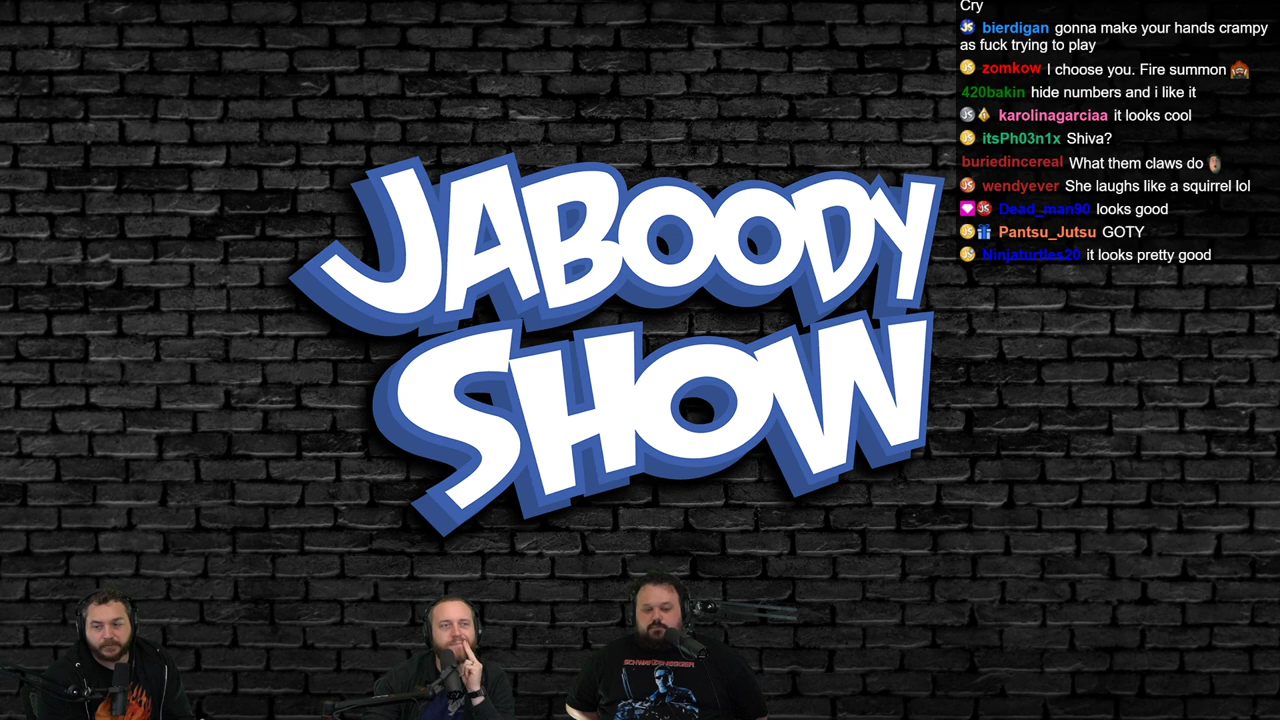 Cry
bierdigan gonna make your hands crampy
as fuck trying to play
zomkow I choose you. Fire summon
420bakin hide numbers and i like it
karolinagarciaa it looks cool
itsPh03n1x Shiva?
buriedincereal What them claws do
wendyever She laughs like a squirrel lol
Dead_man90 looks good
Pantsu_Jutsu GOTY
Ninjaturtles20 it looks pretty good
JABOODY
SHOW
SCHWARZENEGGER